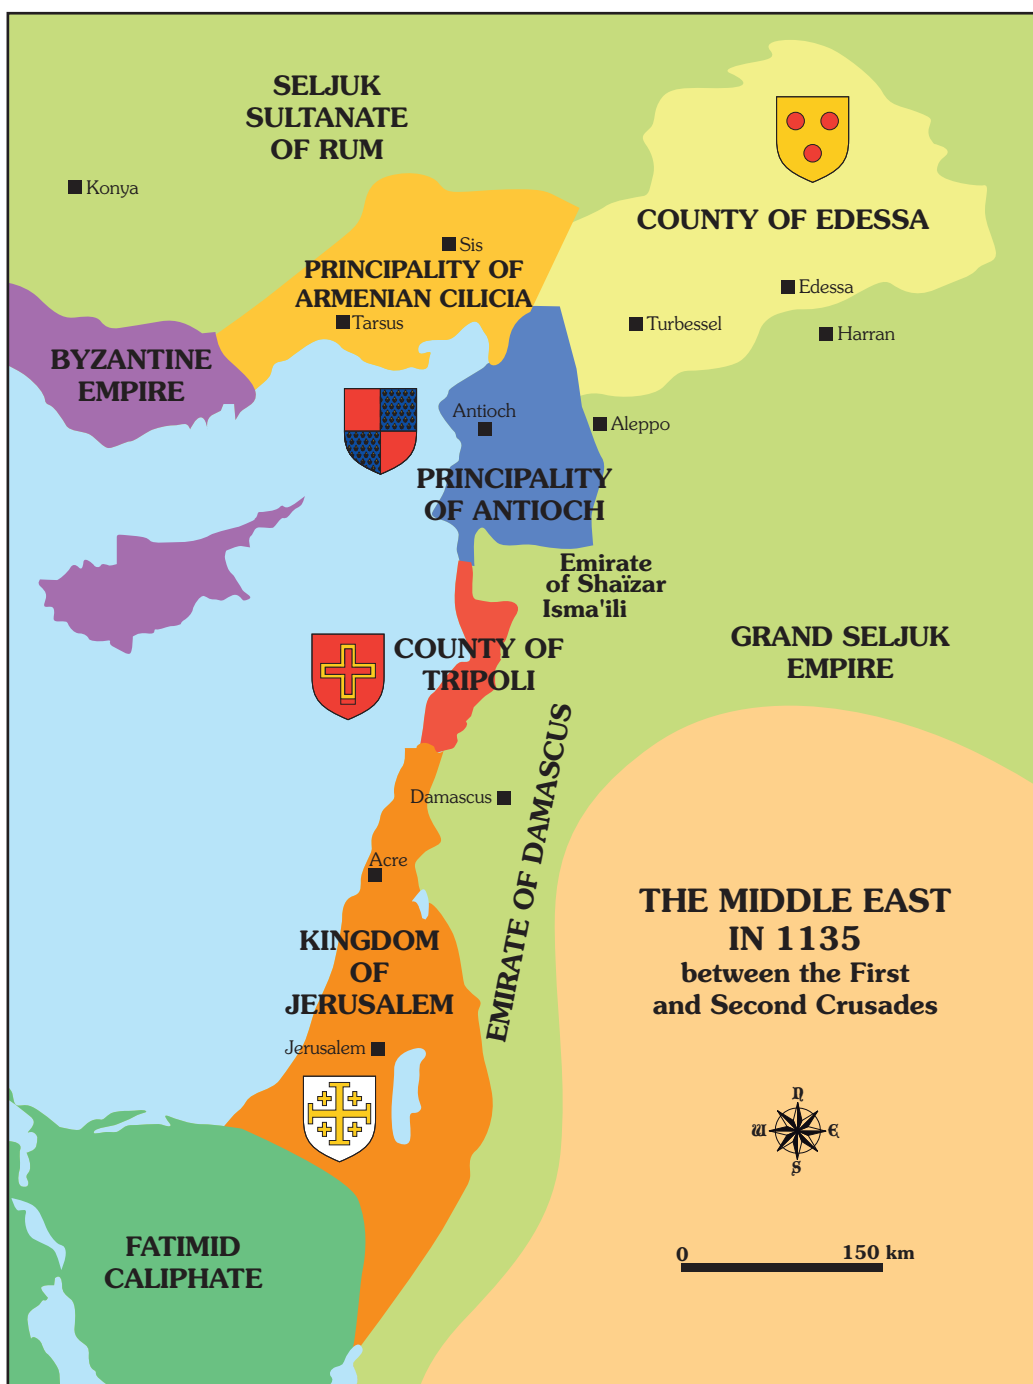 SELJUK
SULTANATE
OF RUM
Konya
COUNTY OF EDESSA
Sis
PRINCIPALITY OF
ARMENIAN CILICIA
Tarsus
Edessa
Turbessel
Harran
BYZANTINE
EMPIRE
Antioch
Aleppo
PRINCIPALITY
OF ANTIOCH
Emirate
of Shaïzar
Isma'ili
COUNTY OF
TRIPOLI
GRAND SELJUK
EMPIRE
EMIRATE OF DAMASCUS
Damascus
Acre
KINGDOM
OF
JERUSALEM
Jerusalem
THE MIDDLE EAST
IN 1135
between the First
and Second Crusades
N
W E
S
0 150 km
FATIMID
CALIPHATE